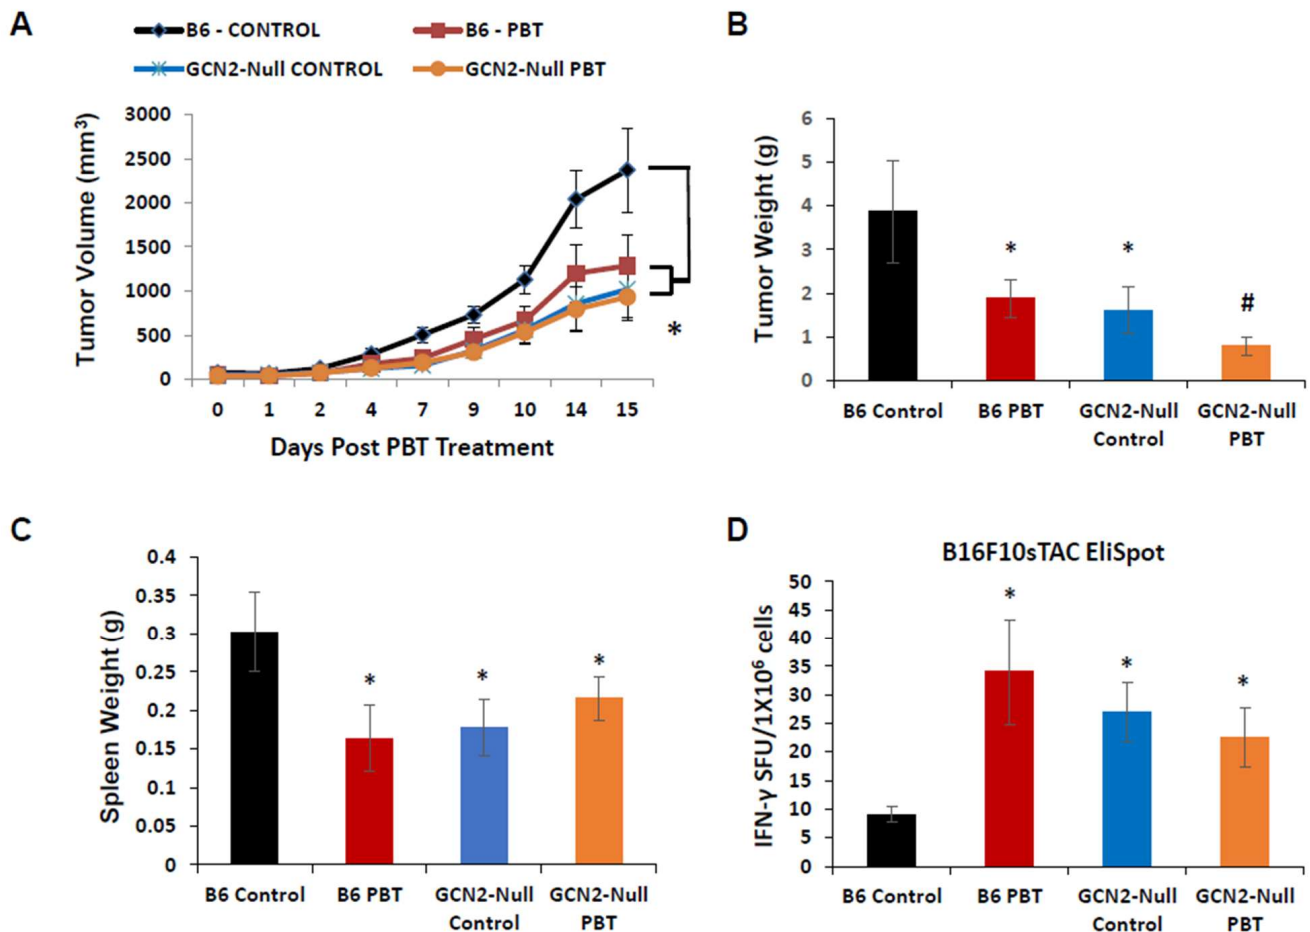 A
B6 - CONTROL
B6 - PBT
GCN2-Null CONTROL
GCN2-Null PBT
Tumor Volume (mm³)
3000
2500
2000
1500
1000
500
0
*
0 1 2 4 7 9 10 14 15
Days Post PBT Treatment
B
Tumor Weight (g)
6
5
4
3
2
1
0
* * #
B6 Control B6 PBT GCN2-Null GCN2-Null
Control PBT
C
Spleen Weight (g)
0.4
0.35
0.3
0.25
0.2
0.15
0.1
0.05
0
* * *
B6 Control B6 PBT GCN2-Null GCN2-Null
Control PBT
D
B16F10sTAC EliSpot
IFN-γ SFU/1X10⁶ cells
50
45
40
35
30
25
20
15
10
5
0
* * *
B6 Control B6 PBT GCN2-Null GCN2-Null
Control PBT